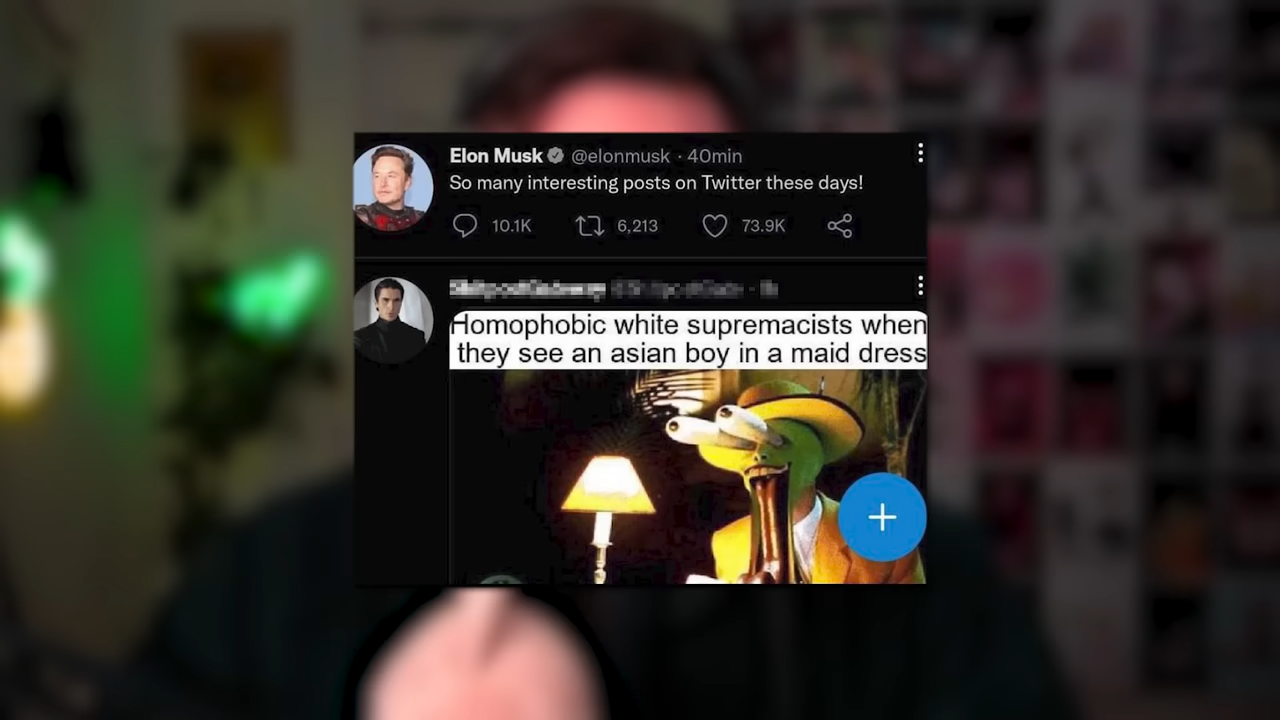 Elon Musk @elonmusk · 40min
So many interesting posts on Twitter these days!
10.1K 6,213 73.9K
Homophobic white supremacists when
they see an asian boy in a maid dress